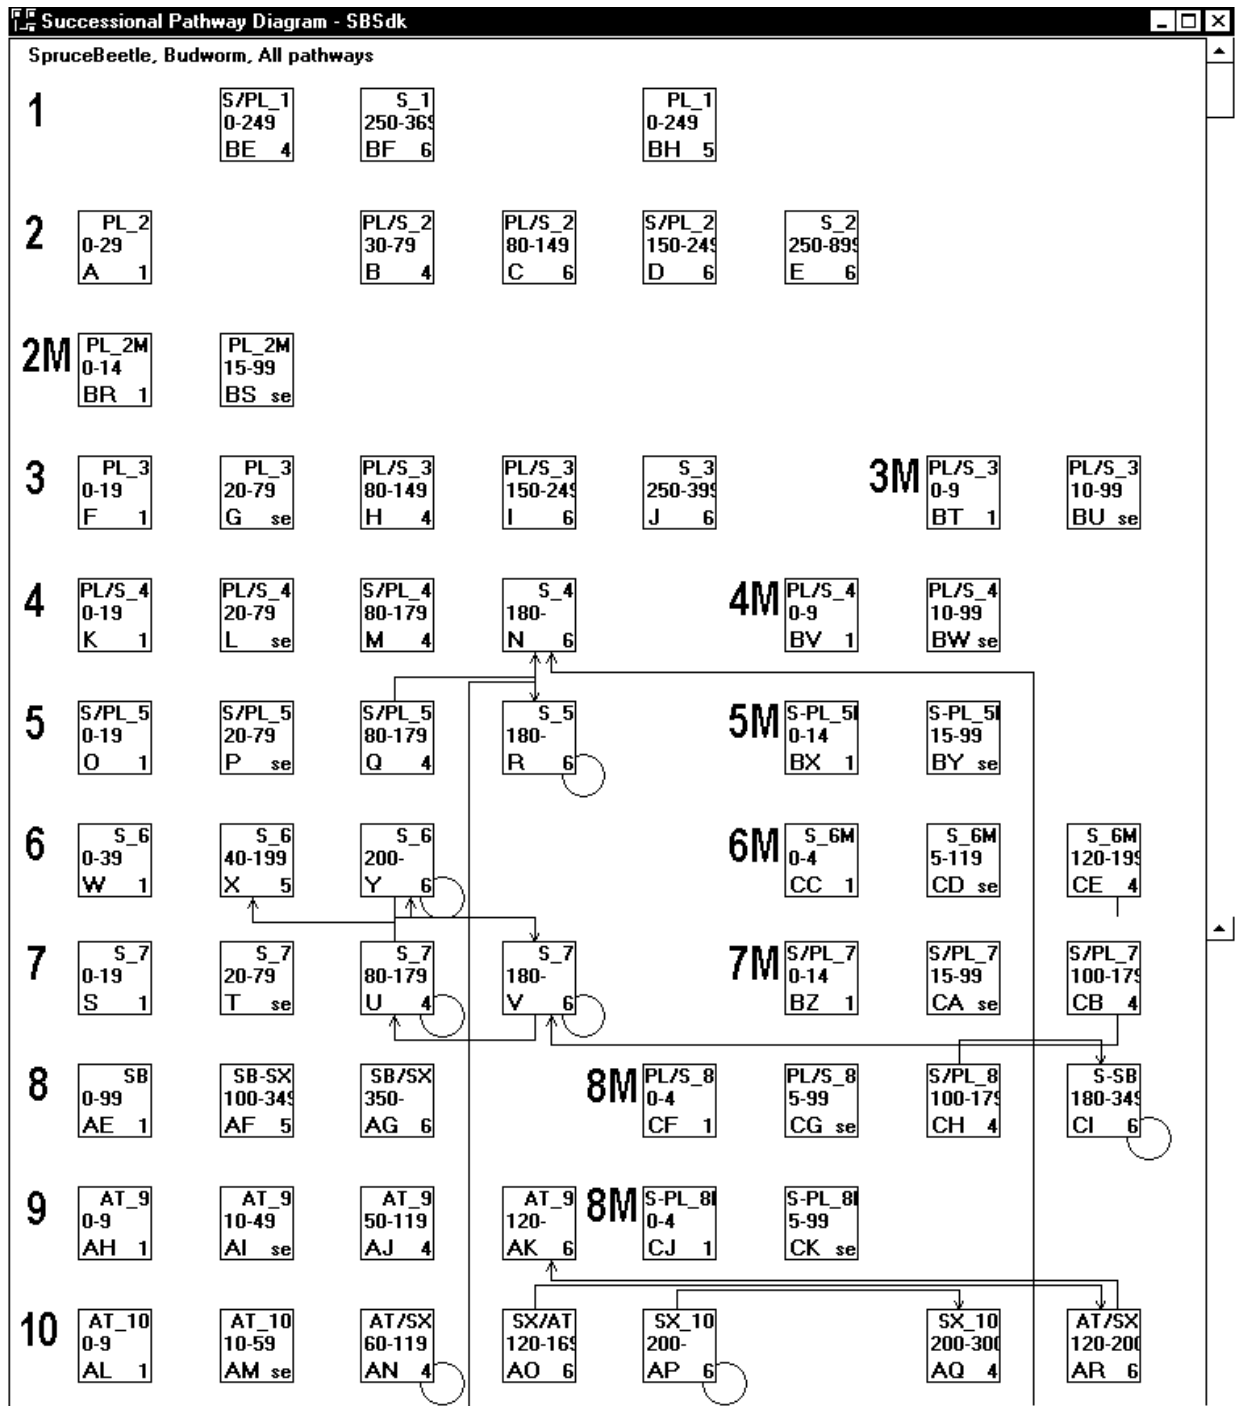 Successional Pathway Diagram - SBSdk
SpruceBeetle, Budworm, All pathways
1
S/PL_1
0-249
BE 4
S_1
250-369
BF 6
PL_1
0-249
BH 5
2
PL_2
0-29
A 1
PL/S_2
30-79
B 4
PL/S_2
80-149
C 6
S/PL_2
150-249
D 6
S_2
250-899
E 6
2M
PL_2M
0-14
BR 1
PL_2M
15-99
BS se
3
PL_3
0-19
F 1
PL_3
20-79
G se
PL/S_3
80-149
H 4
PL/S_3
150-249
I 6
S_3
250-399
J 6
3M
PL/S_3
0-9
BT 1
PL/S_3
10-99
BU se
4
PL/S_4
0-19
K 1
PL/S_4
20-79
L se
S/PL_4
80-179
M 4
S_4
180-
N 6
4M
PL/S_4
0-9
BV 1
PL/S_4
10-99
BW se
5
S/PL_5
0-19
O 1
S/PL_5
20-79
P se
S/PL_5
80-179
Q 4
S_5
180-
R 6
5M
S-PL_5
0-14
BX 1
S-PL_5
15-99
BY se
6
S_6
0-39
W 1
S_6
40-199
X 5
S_6
200-
Y 6
6M
S_6M
0-4
CC 1
S_6M
5-119
CD se
S_6M
120-199
CE 4
7
S_7
0-19
S 1
S_7
20-79
T se
S_7
80-179
U 4
S_7
180-
V 6
7M
S/PL_7
0-14
BZ 1
S/PL_7
15-99
CA se
S/PL_7
100-179
CB 4
8
SB
0-99
AE 1
SB-SX
100-349
AF 5
SB/SX
350-
AG 6
8M
PL/S_8
0-4
CF 1
PL/S_8
5-99
CG se
S/PL_8
100-179
CH 4
S-SB
180-349
CI 6
9
AT_9
0-9
AH 1
AT_9
10-49
AI se
AT_9
50-119
AJ 4
AT_9
120-
AK 6
8M
S-PL_8
0-4
CJ 1
S-PL_8
5-99
CK se
10
AT_10
0-9
AL 1
AT_10
10-59
AM se
AT/SX
60-119
AN 4
SX/AT
120-169
AO 6
SX_10
200-
AP 6
SX_10
200-300
AQ 4
AT/SX
120-200
AR 6